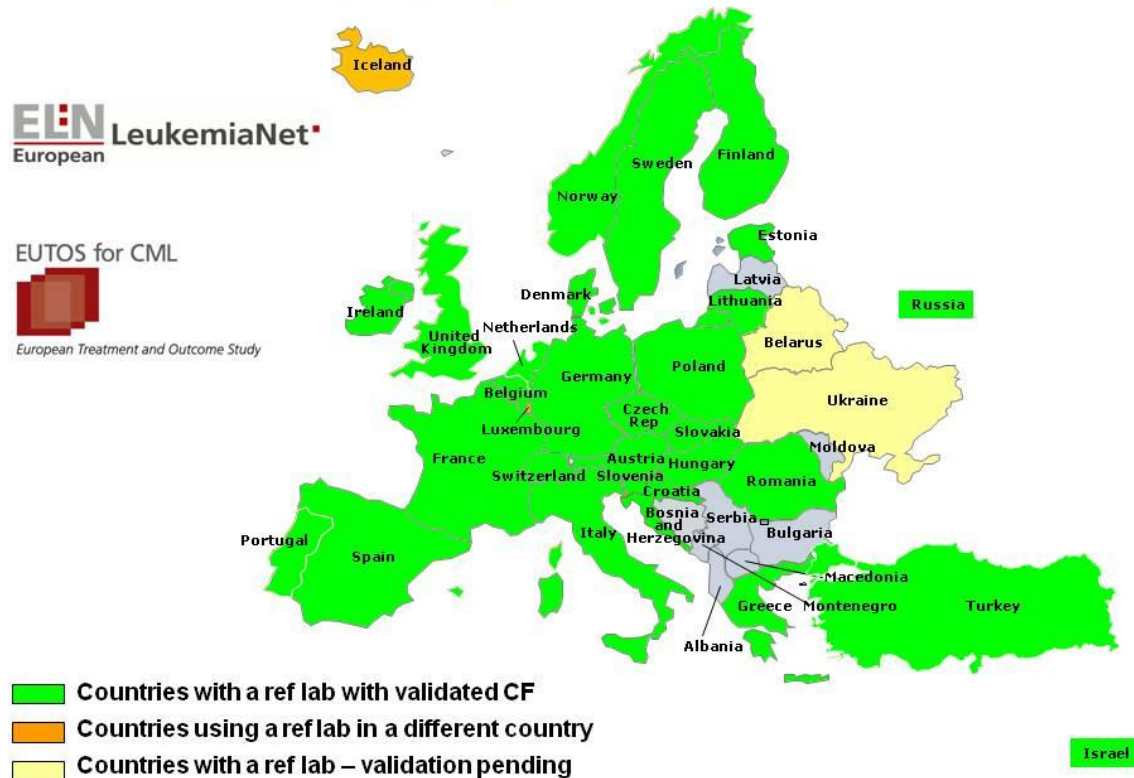 Iceland
ELN LeukemiaNet
European
Sweden
Finland
Norway
EUTOS for CML
Estonia
Latvia
Denmark
Lithuania
Russia
Ireland
Netherlands
United
Kingdom
Belarus
European Treatment and Outcome Study
Germany
Poland
Belgium
Ukraine
Czech
Rep
Luxembourg
Slovakia
Moldova
France
Austria
Hungary
Switzerland
Slovenia
Romania
Croatia
Bosnia
and
Herzegovina
Serbia
Bulgaria
Italy
Portugal
Spain
Macedonia
Greece
Montenegro
Turkey
Albania
Countries with a ref lab with validated CF
Countries using a ref lab in a different country
Countries with a ref lab – validation pending
Israel